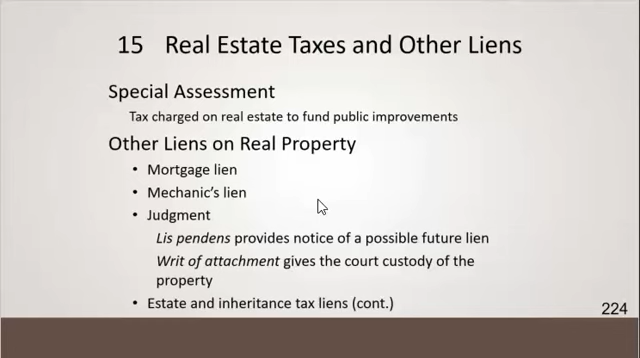 15 Real Estate Taxes and Other Liens
Special Assessment
Tax charged on real estate to fund public improvements
Other Liens on Real Property
• Mortgage lien
• Mechanic's lien
• Judgment
Lis pendens provides notice of a possible future lien
Writ of attachment gives the court custody of the
property
• Estate and inheritance tax liens (cont.)
224